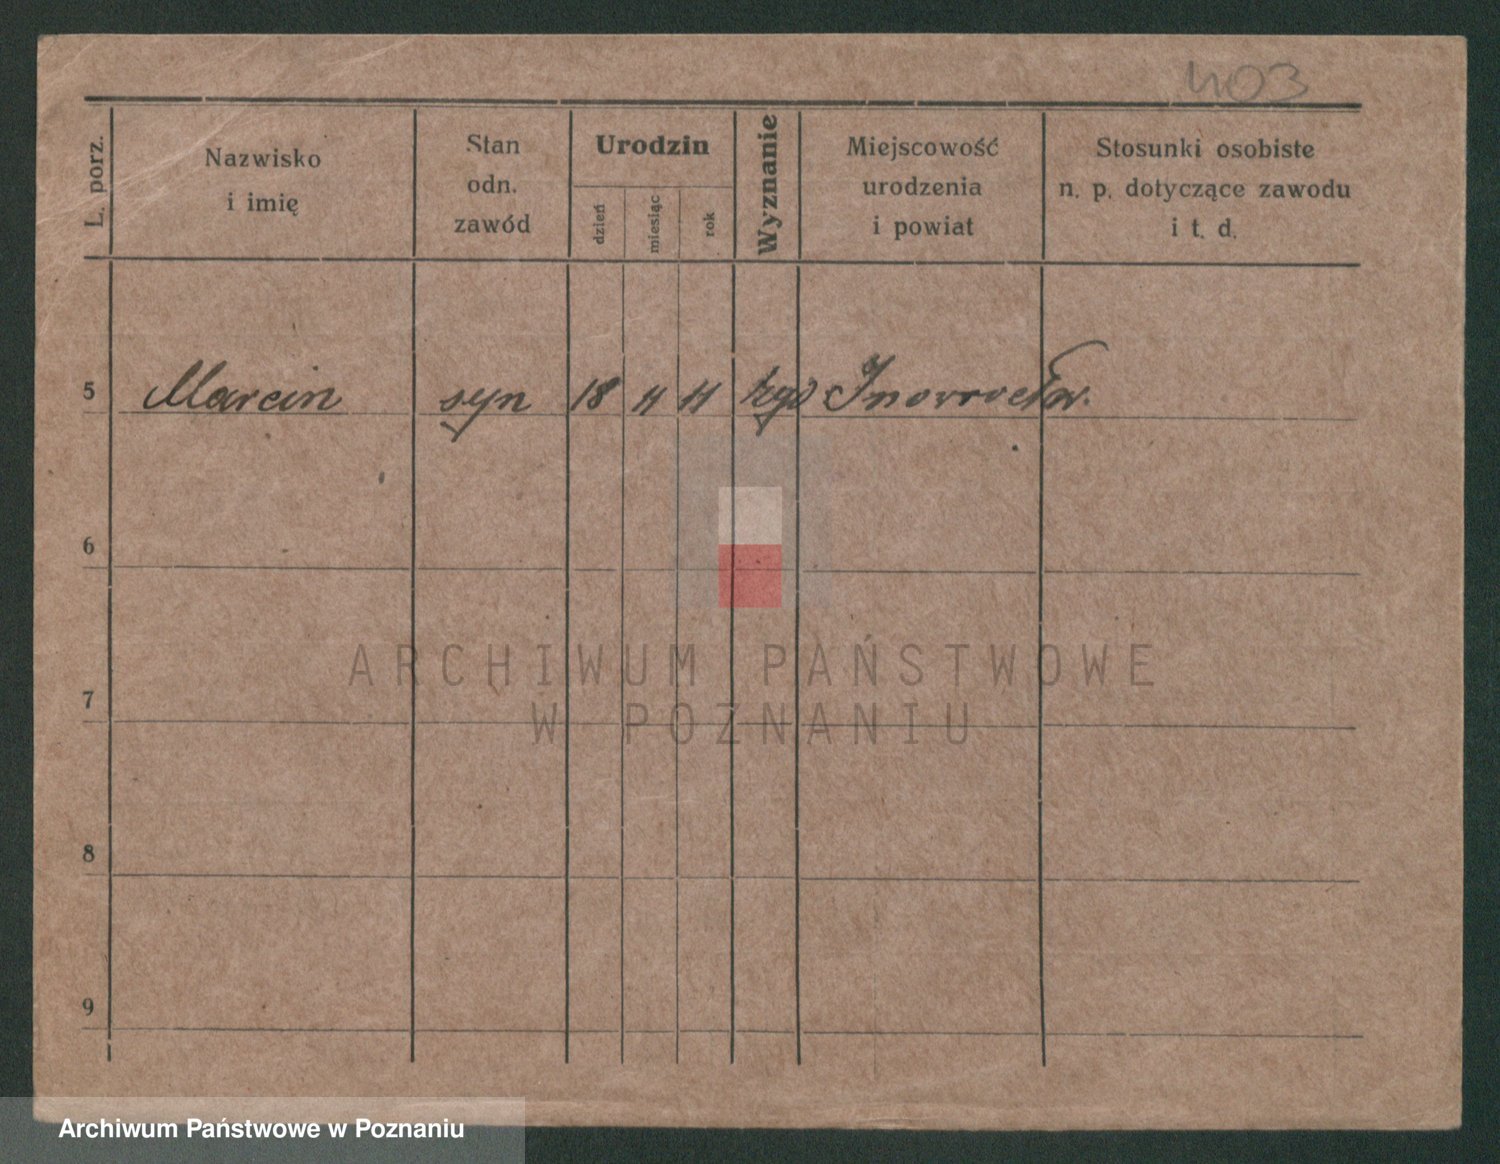 403
L. porz.
Nazwisko
i imię
Stan
odn.
zawód
Urodzin
dzień
miesiąc
rok
Wyznanie
Miejscowość
urodzenia
i powiat
Stosunki osobiste
n. p. dotyczące zawodu
i t. d.
5 Marcin syn 18 11 11 Inowrocław.
6
7
8
9
ARCHIWUM PAŃSTWOWE
W POZNANIU
Archiwum Państwowe w Poznaniu